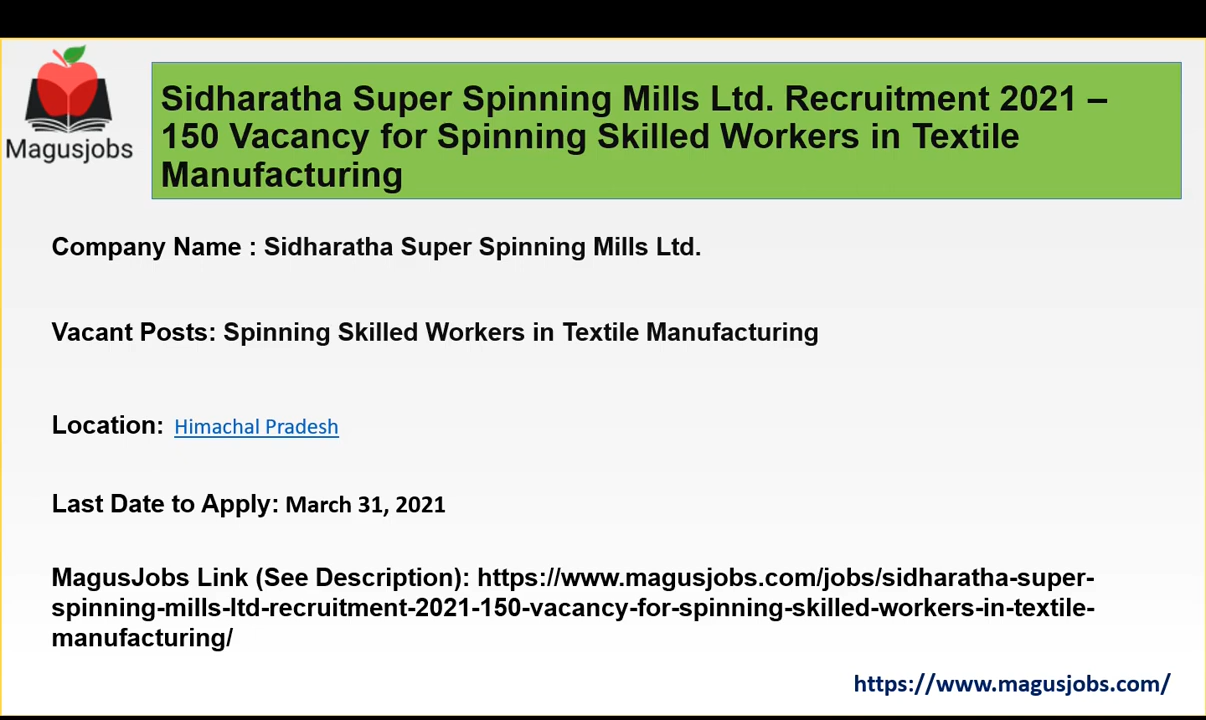 Magusjobs
Sidharatha Super Spinning Mills Ltd. Recruitment 2021 –
150 Vacancy for Spinning Skilled Workers in Textile
Manufacturing
Company Name : Sidharatha Super Spinning Mills Ltd.
Vacant Posts: Spinning Skilled Workers in Textile Manufacturing
Location: Himachal Pradesh
Last Date to Apply: March 31, 2021
MagusJobs Link (See Description): https://www.magusjobs.com/jobs/sidharatha-super-
spinning-mills-ltd-recruitment-2021-150-vacancy-for-spinning-skilled-workers-in-textile-
manufacturing/
https://www.magusjobs.com/